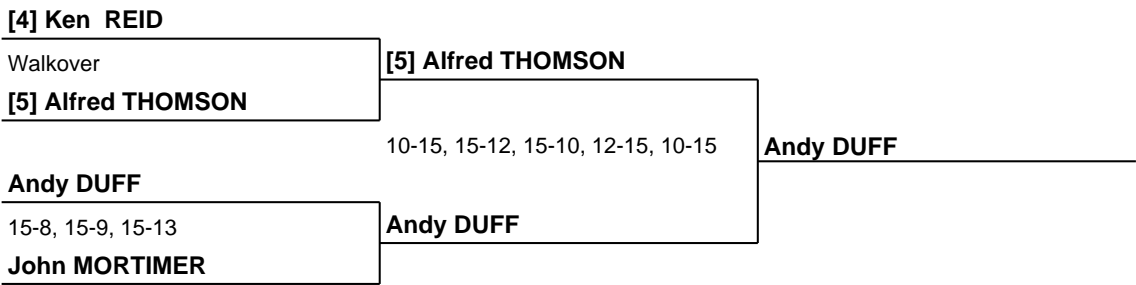 [4] Ken REID
Walkover
[5] Alfred THOMSON
[5] Alfred THOMSON
10-15, 15-12, 15-10, 12-15, 10-15
Andy DUFF
Andy DUFF
15-8, 15-9, 15-13
Andy DUFF
John MORTIMER